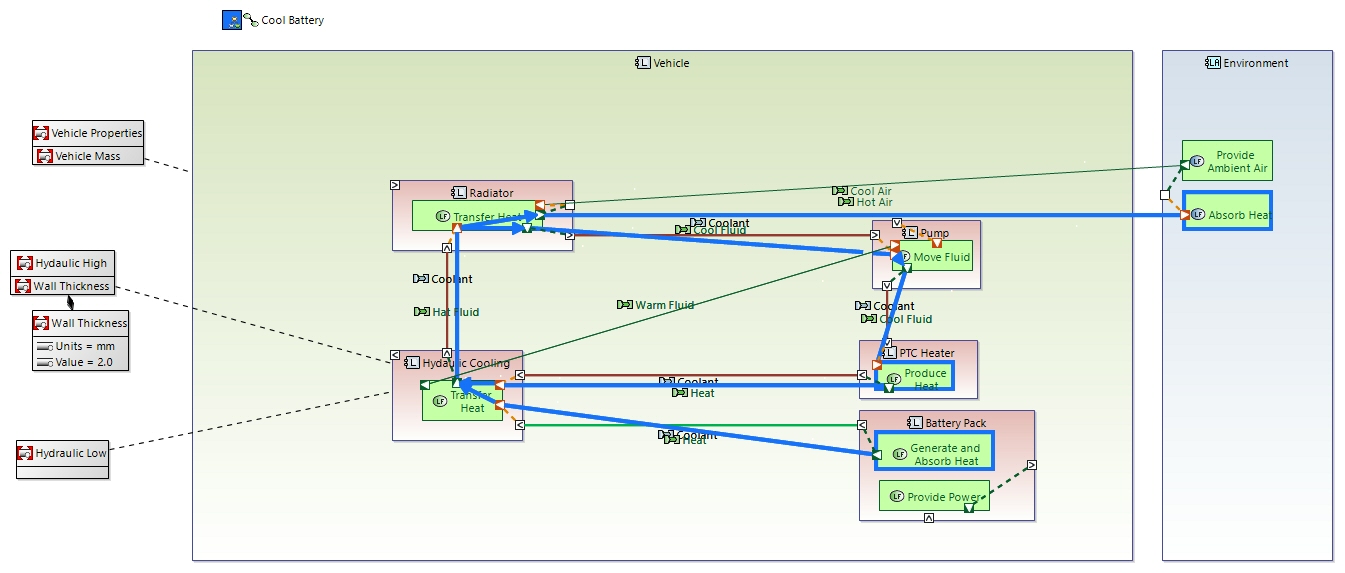 Cool Battery
Vehicle
Environment
Vehicle Properties
Vehicle Mass
Provide
Ambient Air
Radiator
Cool Air
Hot Air
Transfer Heat
Absorb Heat
Coolant
Cool Fluid
Pump
Move Fluid
Hydaulic High
Wall Thickness
Coolant
Hat Fluid
Warm Fluid
Coolant
Cool Fluid
Wall Thickness
Units = mm
Value = 2.0
Hydaulic Cooling
PTC Heater
Transfer
Heat
Coolant
Heat
Produce
Heat
Battery Pack
Coolant
Heat
Generate and
Absorb Heat
Hydraulic Low
Provide Power